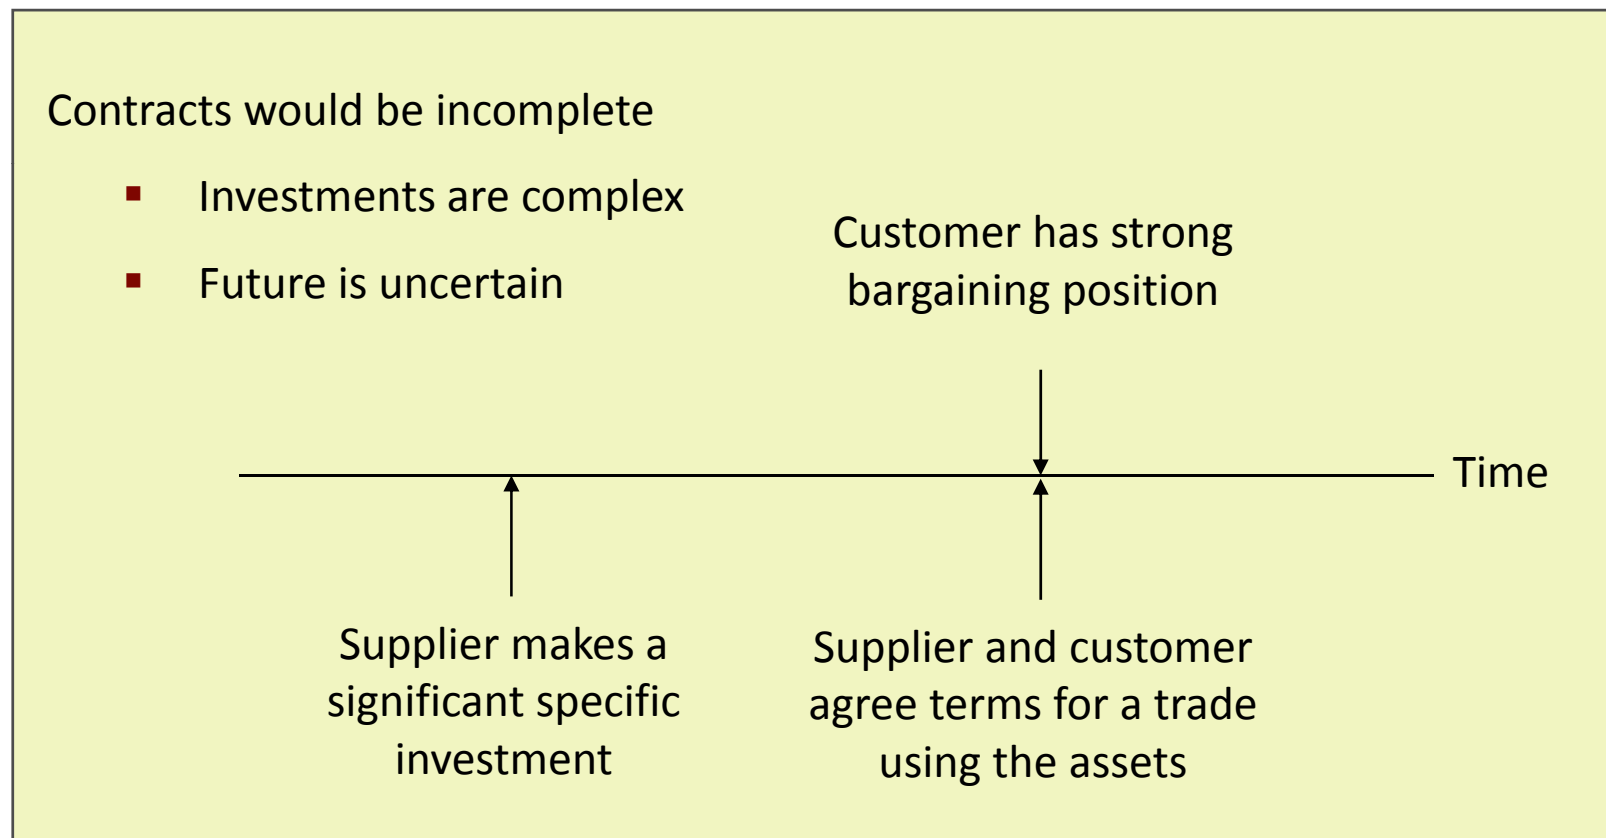 Contracts would be incomplete
▪ Investments are complex
▪ Future is uncertain
Customer has strong
bargaining position
Time
Supplier makes a
significant specific
investment
Supplier and customer
agree terms for a trade
using the assets